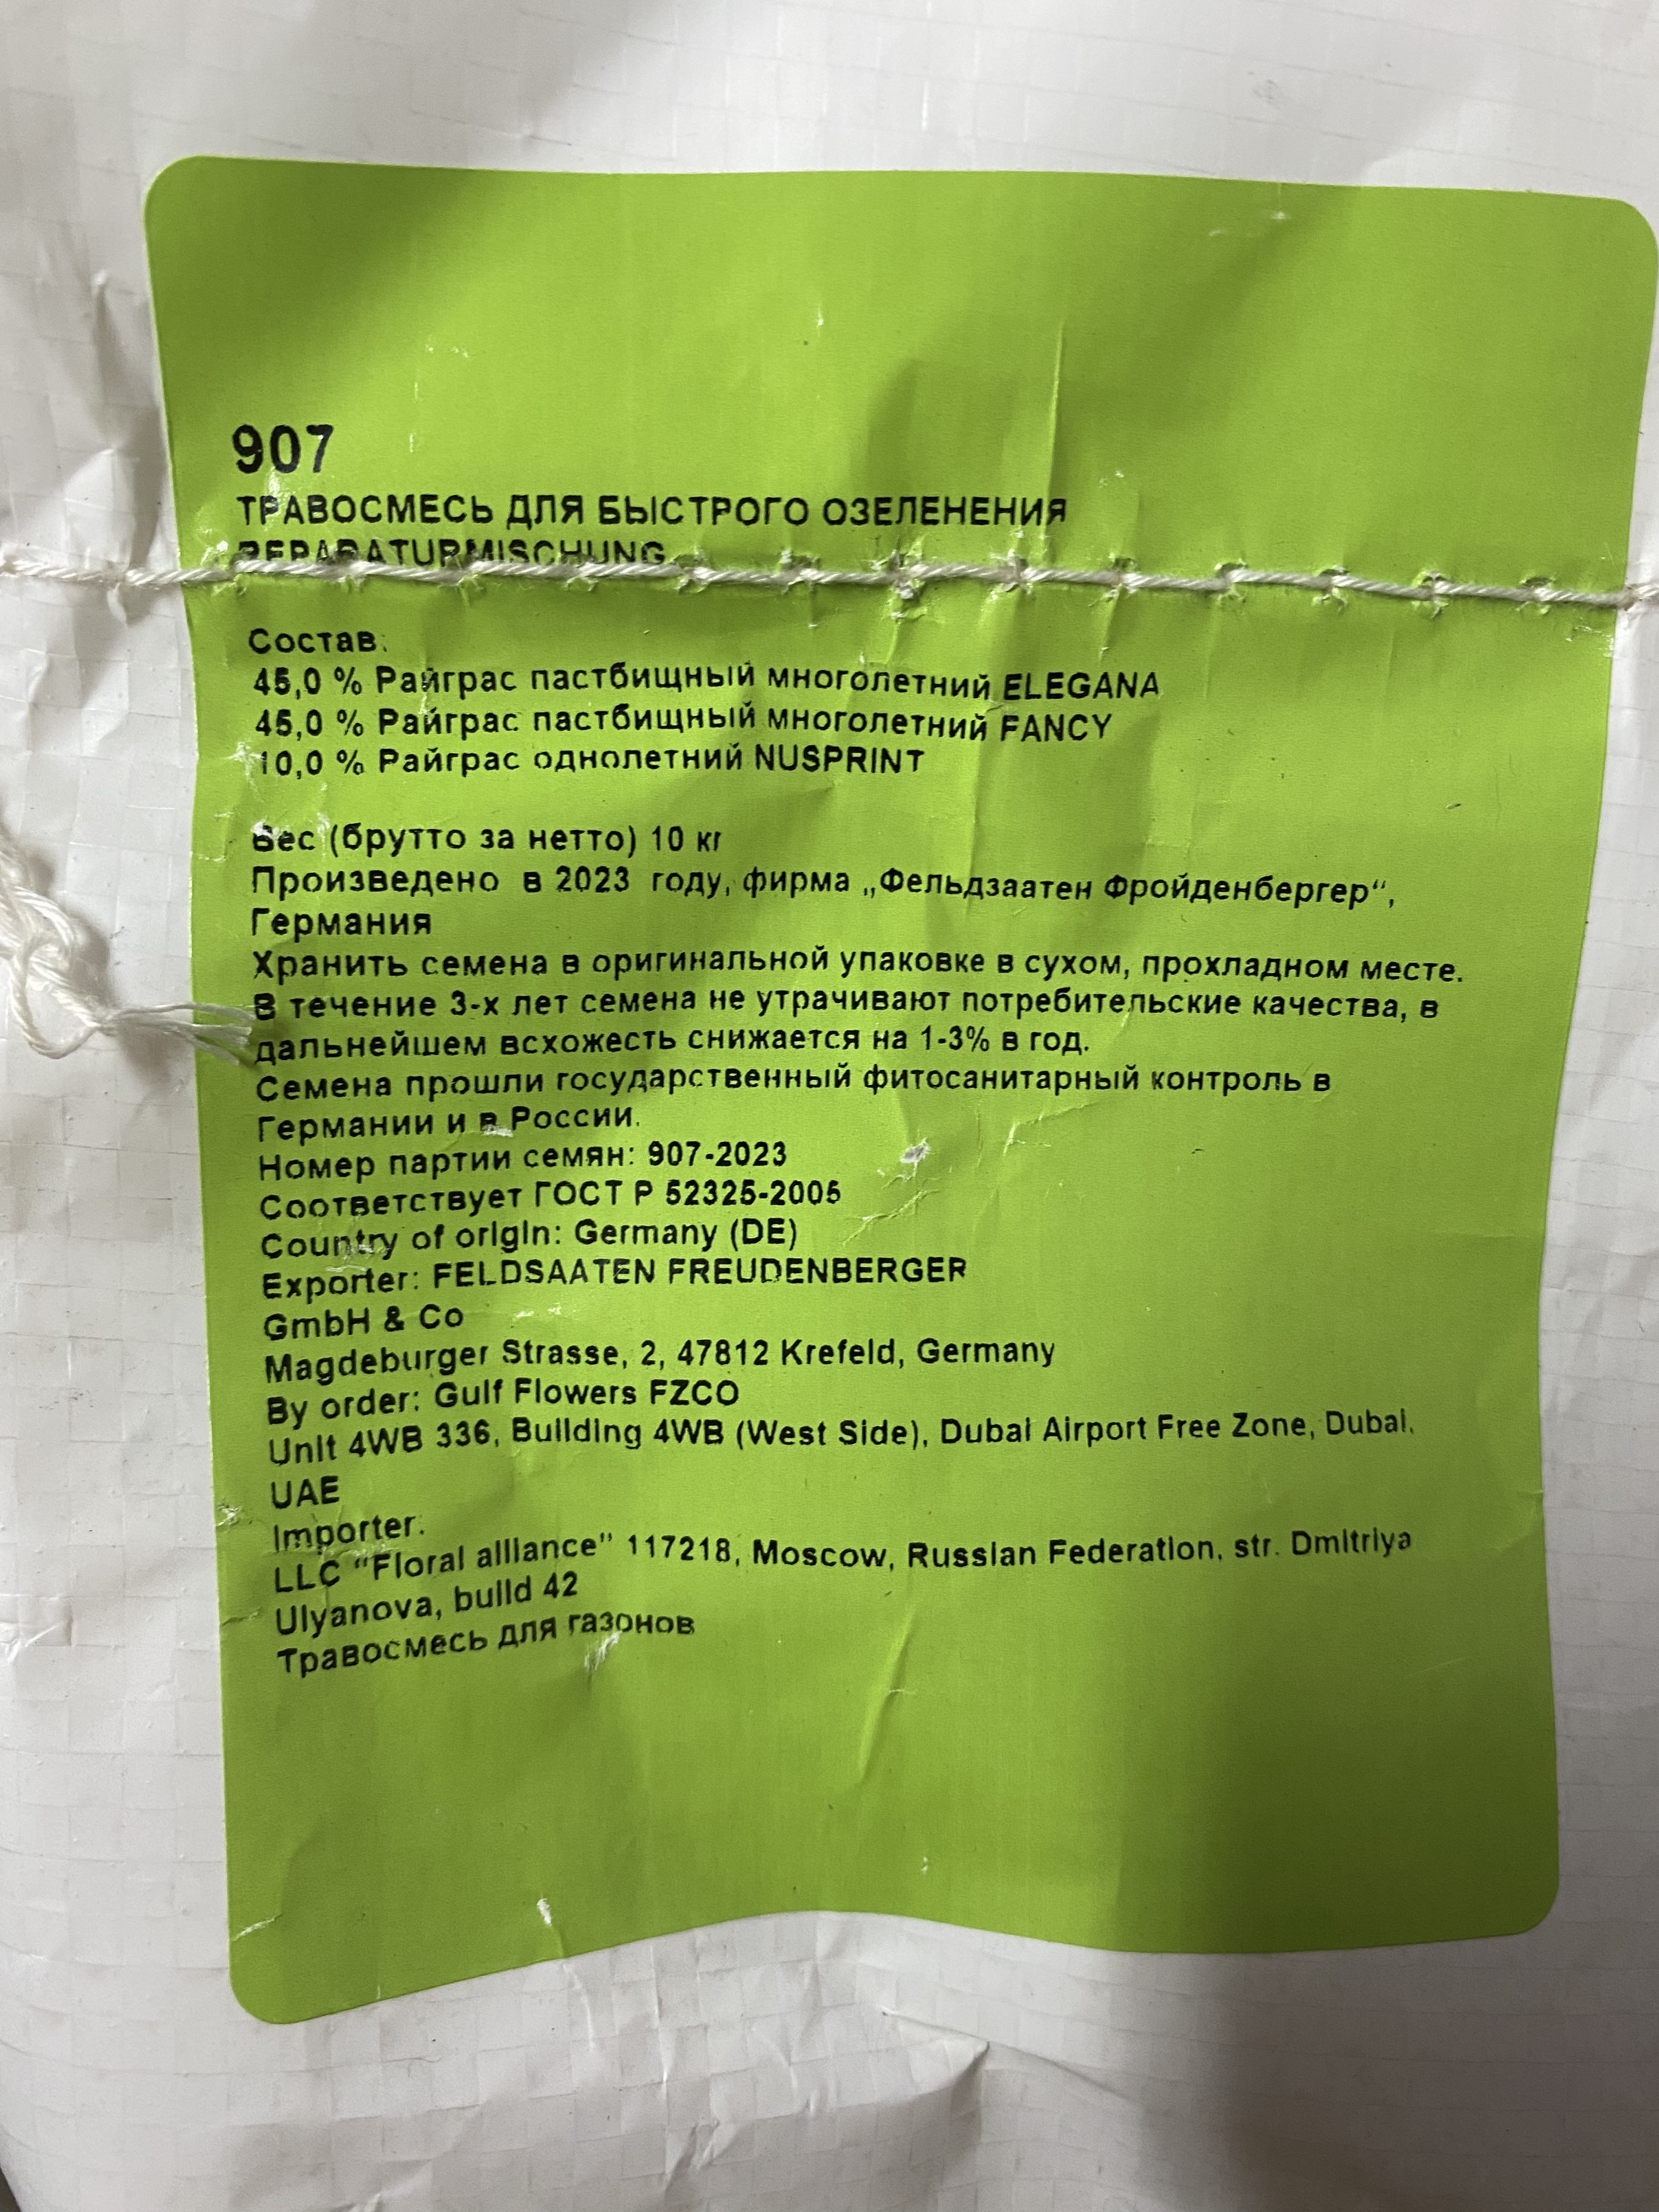 907
ТРАВОСМЕСЬ ДЛЯ БЫСТРОГО ОЗЕЛЕНЕНИЯ
REPARATURMISCHUNG
Состав:
45,0 % Райграс пастбищный многолетний ELEGANA
45,0 % Райграс пастбищный многолетний FANCY
10,0 % Райграс однолетний NUSPRINT
Вес (брутто за нетто) 10 кг
Произведено в 2023 году, фирма „Фельдзаатен Фройденбергер“,
Германия
Хранить семена в оригинальной упаковке в сухом, прохладном месте.
В течение 3-х лет семена не утрачивают потребительские качества, в
дальнейшем всхожесть снижается на 1-3% в год.
Семена прошли государственный фитосанитарный контроль в
Германии и в России.
Номер партии семян: 907-2023
Соответствует ГОСТ Р 52325-2005
Country of origin: Germany (DE)
Exporter: FELDSAATEN FREUDENBERGER
GmbH & Co
Magdeburger Strasse, 2, 47812 Krefeld, Germany
By order: Gulf Flowers FZCO
Unit 4WB 336, Building 4WB (West Side), Dubai Airport Free Zone, Dubai,
UAE
Importer:
LLC “Floral alliance” 117218, Moscow, Russian Federation, str. Dmitriya
Ulyanova, build 42
Травосмесь для газонов